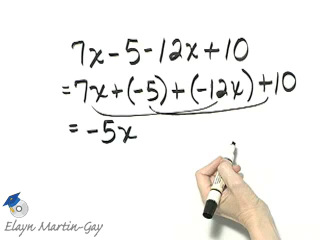 7x - 5 - 12x + 10
= 7x + (-5) + (-12x) + 10
= -5x
Elayn Martin-Gay